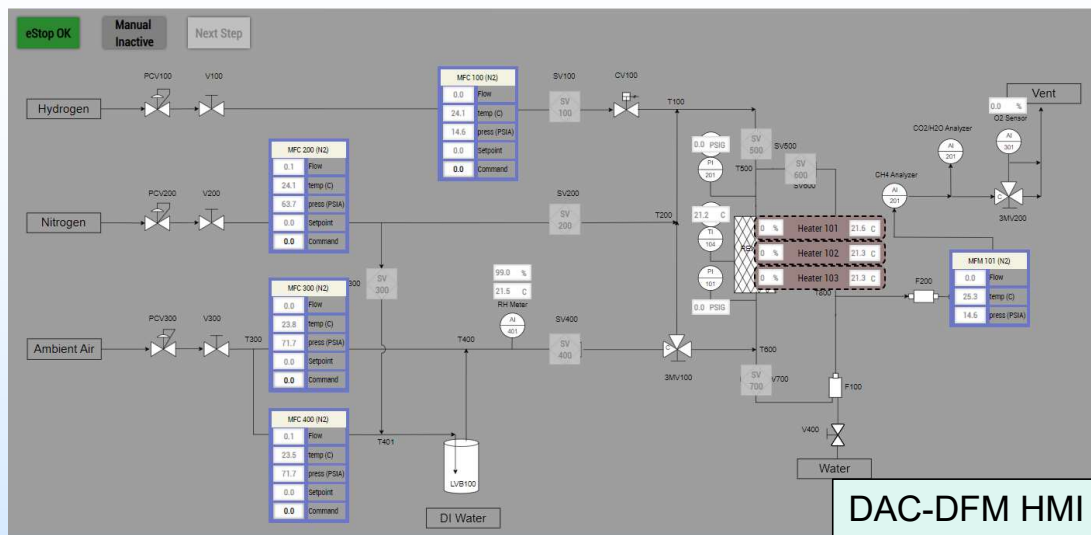 eStop OK
Manual
Inactive
Next Step
Hydrogen
PCV100
V100
MFC 100 (N2)
0.0 Flow
24.1 temp (C)
14.6 press (PSIA)
0.0 Setpoint
0.0 Command
SV100
SV
100
CV100
T100
Nitrogen
PCV200
V200
MFC 200 (N2)
0.1 Flow
24.1 temp (C)
63.7 press (PSIA)
0.0 Setpoint
0.0 Command
SV200
SV
200
T200
300
SV
300
Ambient Air
PCV300
V300
T300
MFC 300 (N2)
0.0 Flow
23.8 temp (C)
71.7 press (PSIA)
0.0 Setpoint
0.0 Command
MFC 400 (N2)
0.1 Flow
23.5 temp (C)
71.7 press (PSIA)
0.0 Setpoint
0.0 Command
T400
T401
LVB100
DI Water
99.0 %
21.5 C
RH Meter
AI
401
SV400
SV
400
C
3MV100
0.0 PSIG
PI
201
21.2 C
TI
104
PI
101
0.0 PSIG
T500
SV
500
SV500
SV
600
SV600
0 % Heater 101 21.5 C
0 % Heater 102 21.3 C
0 % Heater 103 21.3 C
T800
T600
SV
700
V700
F100
V400
Water
F200
MFM 101 (N2)
0.0 Flow
25.3 temp (C)
14.6 press (PSIA)
CH4 Analyzer
AI
201
CO2/H2O Analyzer
AI
201
0.0 %
O2 Sensor
AI
301
C
3MV200
Vent
DAC-DFM HMI